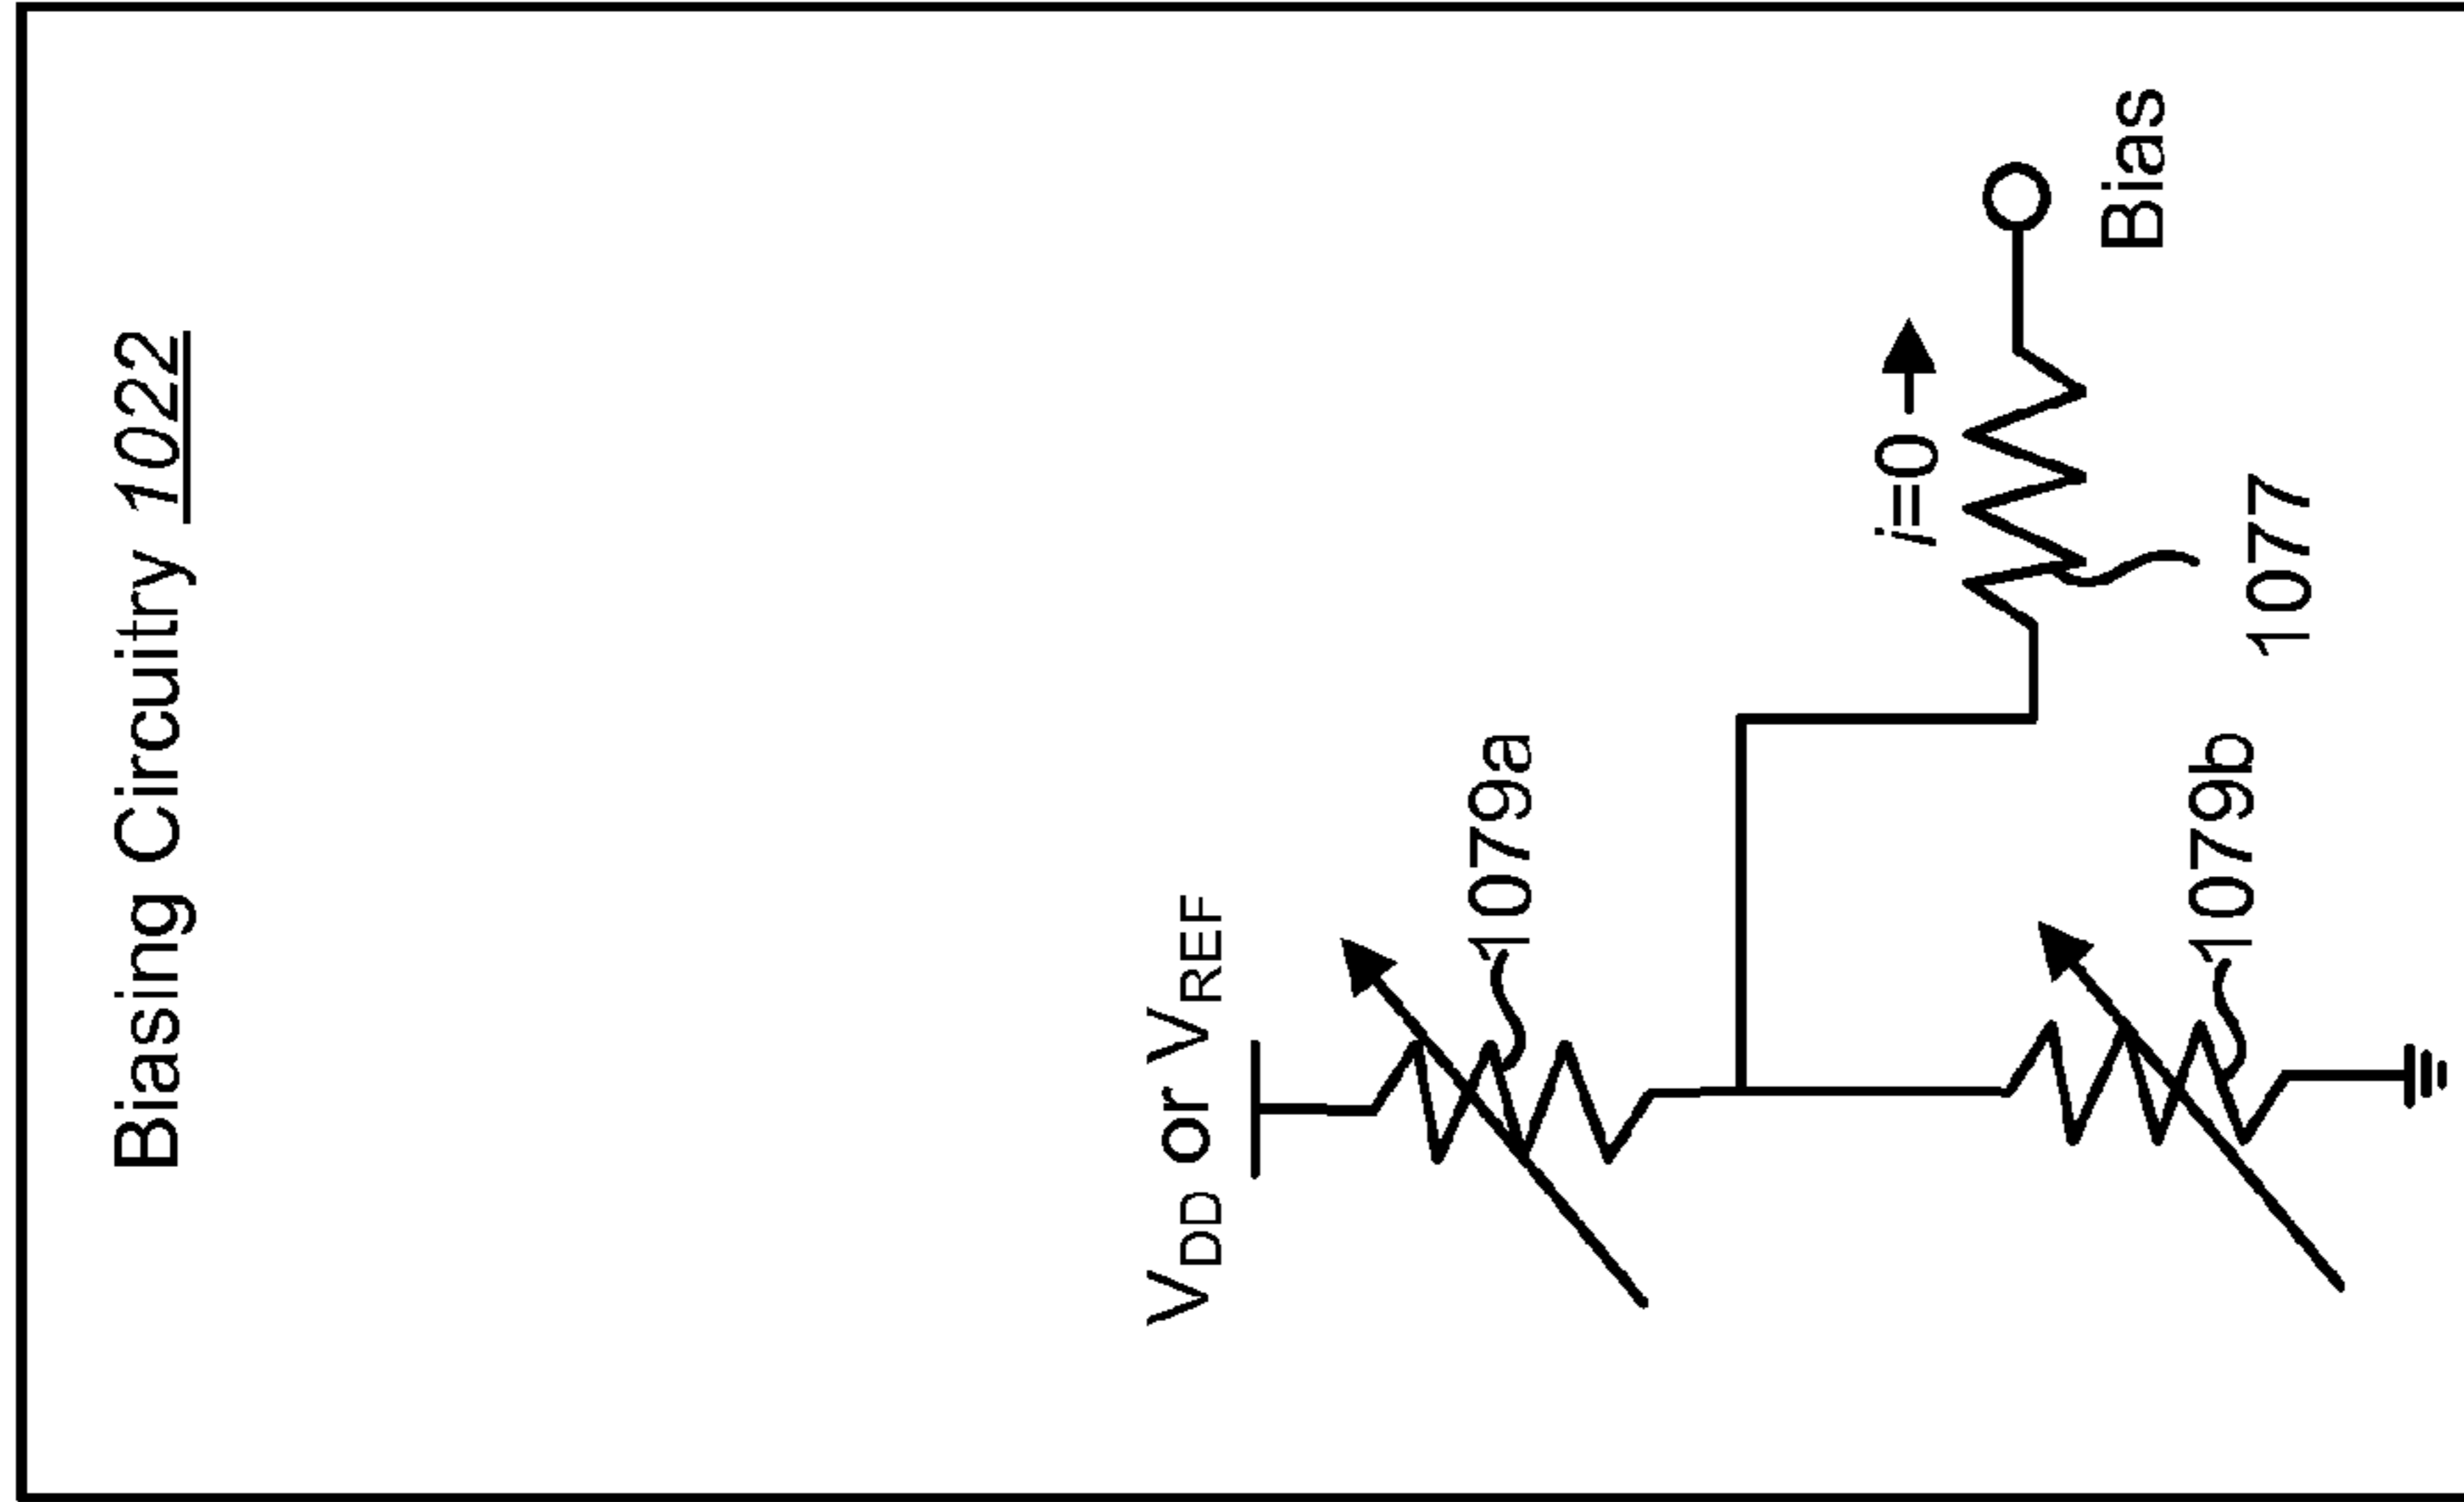 Biasing Circuitry 1022
VDD or VREF
1079a
i=0
Bias
1079b
1077